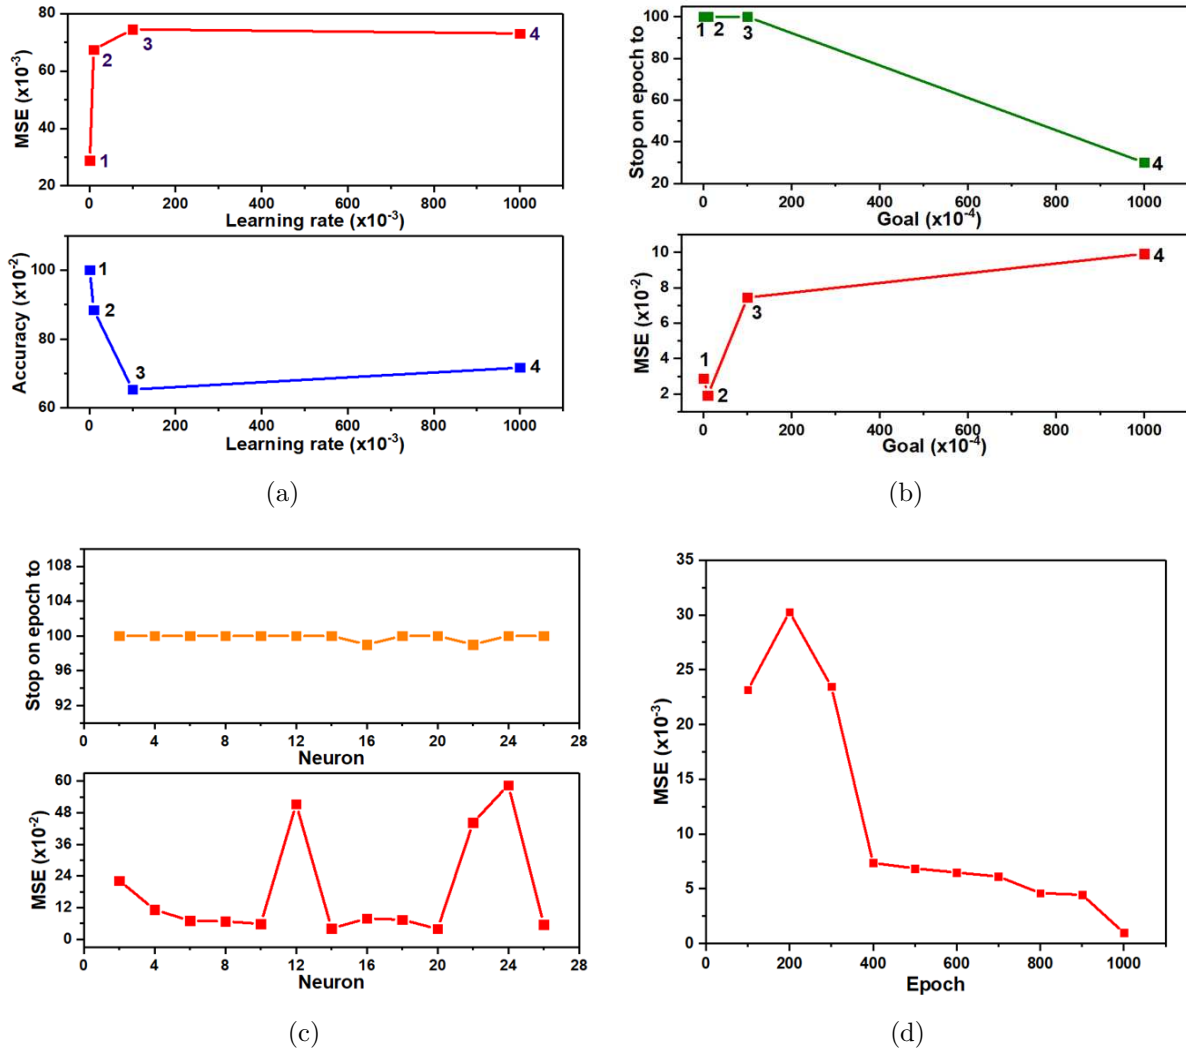 MSE (x10⁻³)
80
60
40
20
1
2
3
4
0 200 400 600 800 1000
Learning rate (x10⁻³)
Accuracy (x10⁻²)
100
80
60
1
2
3
4
0 200 400 600 800 1000
Learning rate (x10⁻³)
(a)
Stop on epoch to
100
80
60
40
20
1 2 3
4
0 200 400 600 800 1000
Goal (x10⁻⁴)
MSE (x10⁻²)
10
8
6
4
2
1
2
3
4
0 200 400 600 800 1000
Goal (x10⁻⁴)
(b)
Stop on epoch to
108
104
100
96
92
0 4 8 12 16 20 24 28
Neuron
MSE (x10⁻²)
60
48
36
24
12
0
0 4 8 12 16 20 24 28
Neuron
(c)
MSE (x10⁻³)
35
30
25
20
15
10
5
0
0 200 400 600 800 1000
Epoch
(d)